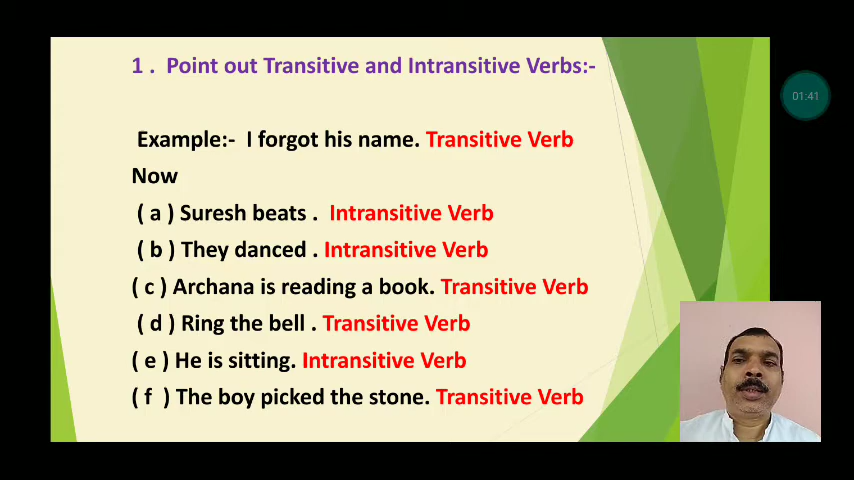 1 .  Point out Transitive and Intransitive Verbs:-
01:41
Example:-  I forgot his name. Transitive Verb
Now
( a ) Suresh beats .  Intransitive Verb
( b ) They danced . Intransitive Verb
( c ) Archana is reading a book. Transitive Verb
( d ) Ring the bell . Transitive Verb
( e ) He is sitting. Intransitive Verb
( f  ) The boy picked the stone. Transitive Verb